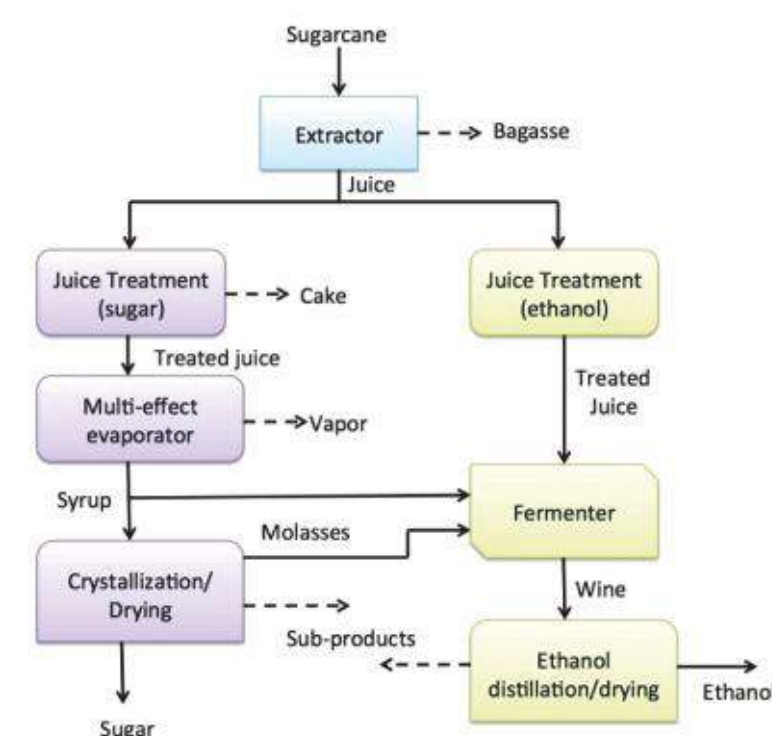 Sugarcane
Extractor
Bagasse
Juice
Juice Treatment
(sugar)
Cake
Juice Treatment
(ethanol)
Treated juice
Treated
Juice
Multi-effect
evaporator
Vapor
Syrup
Fermenter
Molasses
Crystallization/
Drying
Wine
Sub-products
Ethanol
distillation/drying
Ethanol
Sugar